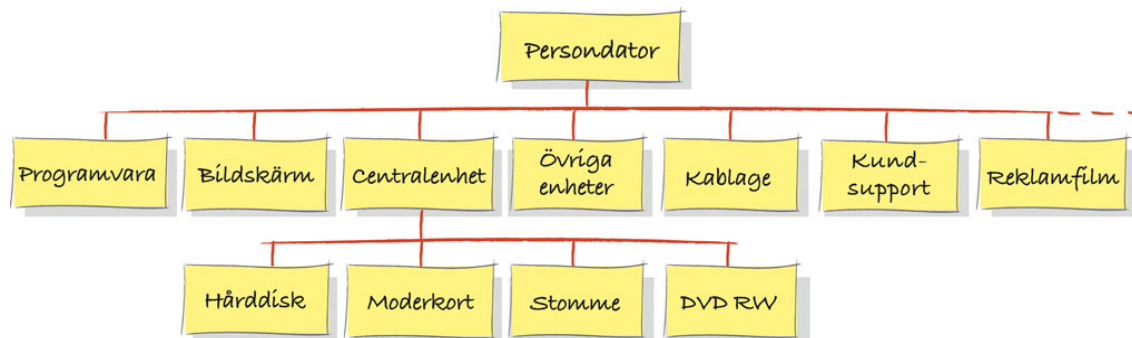 Persondator
Programvara
Bildskärm
Centralenhet
Övriga
enheter
Kablage
Kund-
support
Reklamfilm
Hårddisk
Moderkort
Stomme
DVD RW